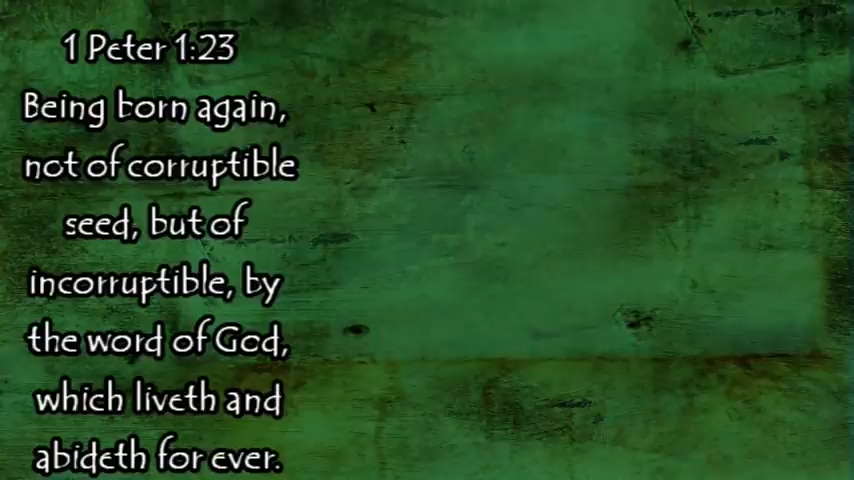 1 Peter 1:23
Being born again,
not of corruptible
seed, but of
incorruptible, by
the word of God,
which liveth and
abideth for ever.